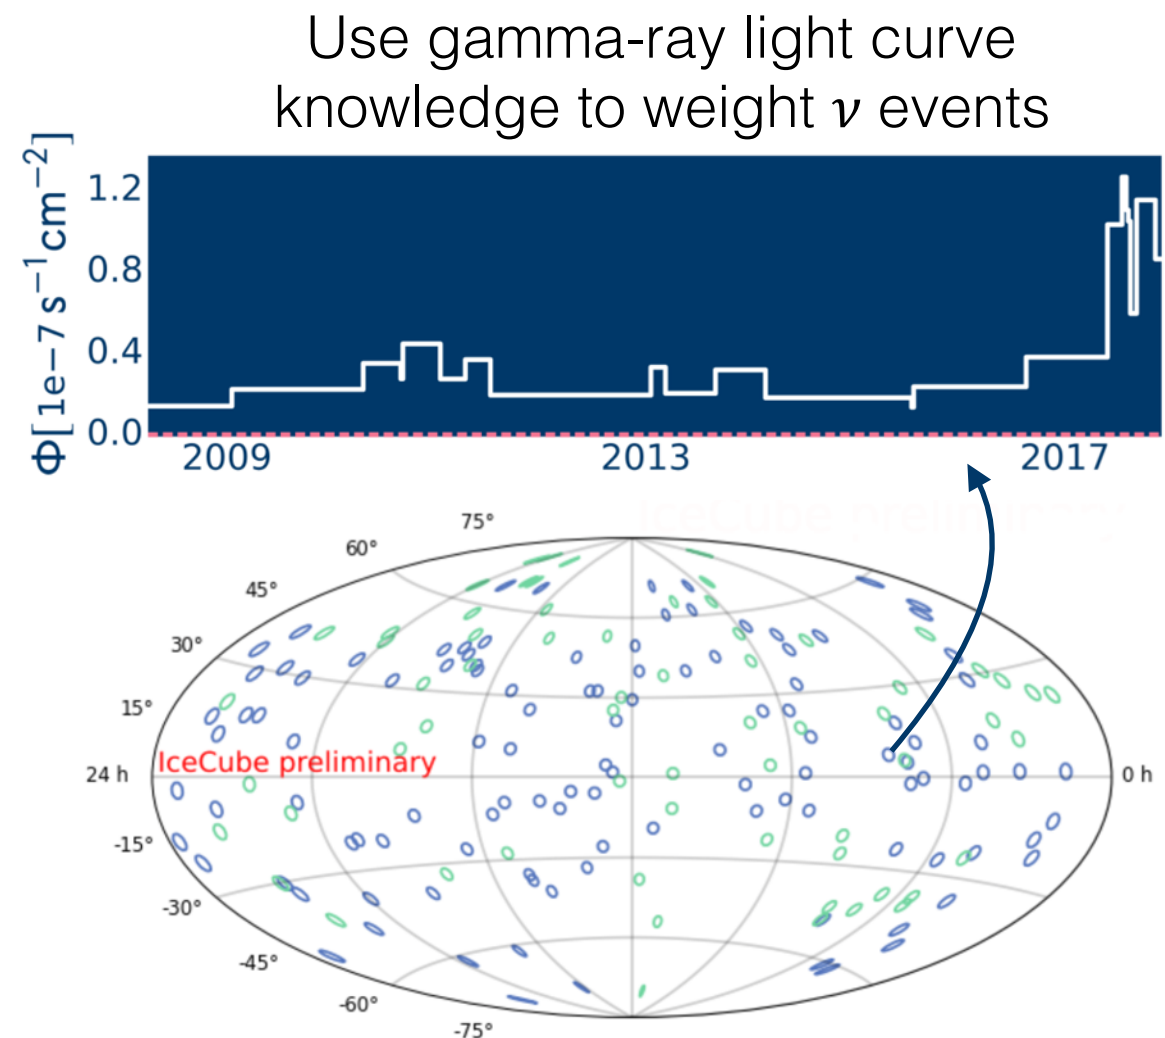 Use gamma-ray light curve
knowledge to weight ν events
Φ[1e−7 s⁻¹cm⁻²]
1.2
0.8
0.4
0.0
2009 2013 2017
IceCube preliminary
75°
60°
45°
30°
15°
IceCube preliminary
24 h
0 h
-15°
-30°
-45°
-60°
-75°